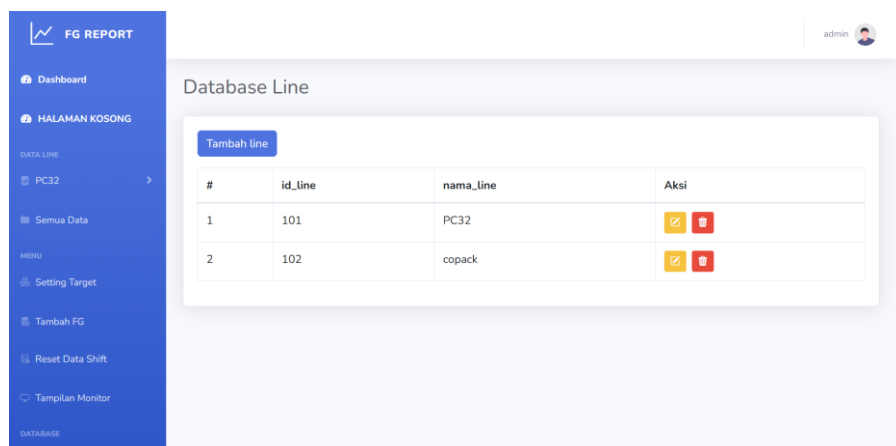 FG REPORT
admin
Dashboard
HALAMAN KOSONG
DATA LINE
PC32
Semua Data
MENU
Setting Target
Tambah FG
Reset Data Shift
Tampilan Monitor
DATABASE
Database Line
Tambah line
# id_line nama_line Aksi
1 101 PC32
2 102 copack